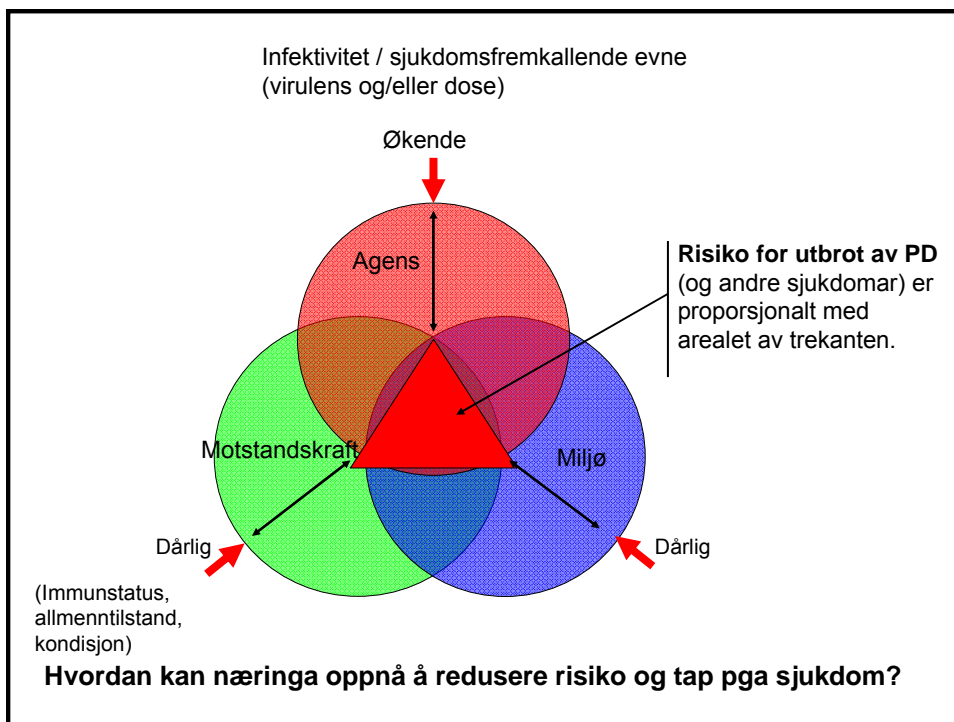 Infektivitet / sjukdomsfremkallende evne
(virulens og/eller dose)
Økende
Agens
Risiko for utbrot av PD
(og andre sjukdomar) er
proporsjonalt med
arealet av trekanten.
Motstandskraft
Miljø
Dårlig
Dårlig
(Immunstatus,
allmenntilstand,
kondisjon)
Hvordan kan næringa oppnå å redusere risiko og tap pga sjukdom?